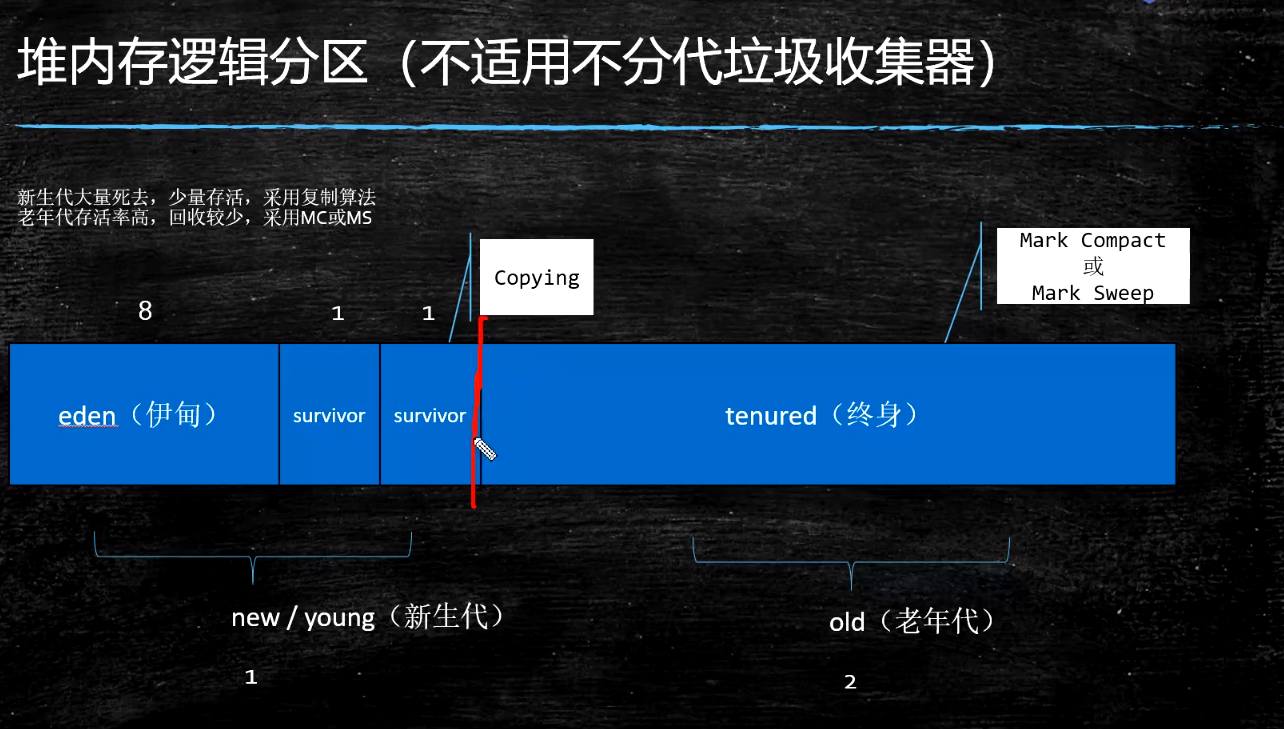 堆内存逻辑分区（不适用不分代垃圾收集器）
新生代大量死去，少量存活，采用复制算法
老年代存活率高，回收较少，采用MC或MS
Copying
Mark Compact
或
Mark Sweep
8
1
1
eden（伊甸）
survivor
survivor
tenured（终身）
new / young（新生代）
old（老年代）
1
2